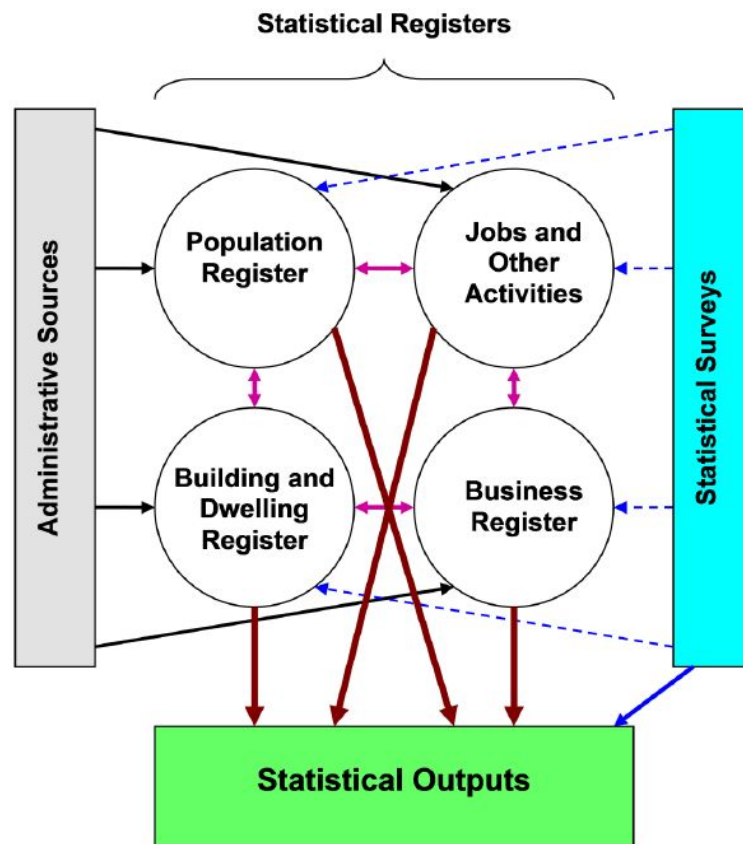 Statistical Registers
Administrative Sources
Population
Register
Jobs and
Other
Activities
Statistical Surveys
Building and
Dwelling
Register
Business
Register
Statistical Outputs